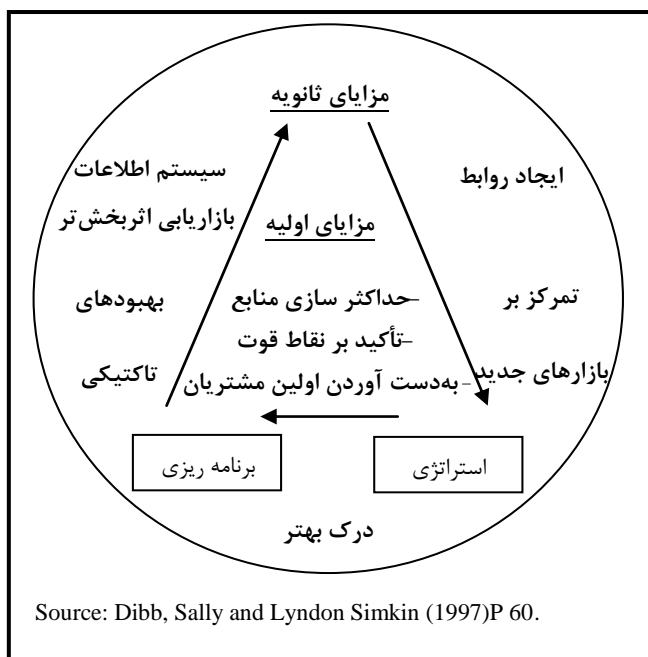 مزایای ثانویه
ایجاد روابط
سیستم اطلاعات
بازاریابی اثربخش‌تر
مزایای اولیه
تمرکز بر
بازارهای جدید
–حداکثر سازی منابع
–تأکید بر نقاط قوت
–به‌دست آوردن اولین مشتریان
بهبودهای
تاکتیکی
استراتژی
برنامه ریزی
درک بهتر
Source: Dibb, Sally and Lyndon Simkin (1997)P 60.